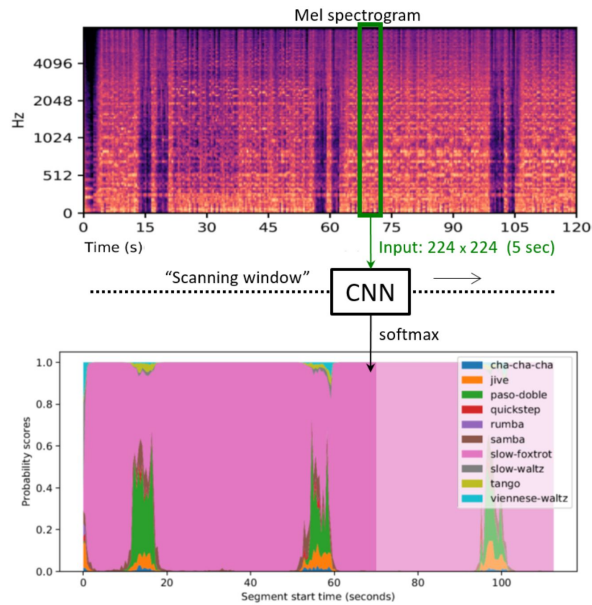 Mel spectrogram
4096
2048
1024
512
0
Hz
0 15 30 45 60 75 90 105 120
Time (s)
Input: 224 x 224 (5 sec)
“Scanning window”
CNN
softmax
1.0
0.8
0.6
0.4
0.2
0.0
Probability scores
cha-cha-cha
jive
paso-doble
quickstep
rumba
samba
slow-foxtrot
slow-waltz
tango
viennese-waltz
0 20 40 60 80 100
Segment start time (seconds)